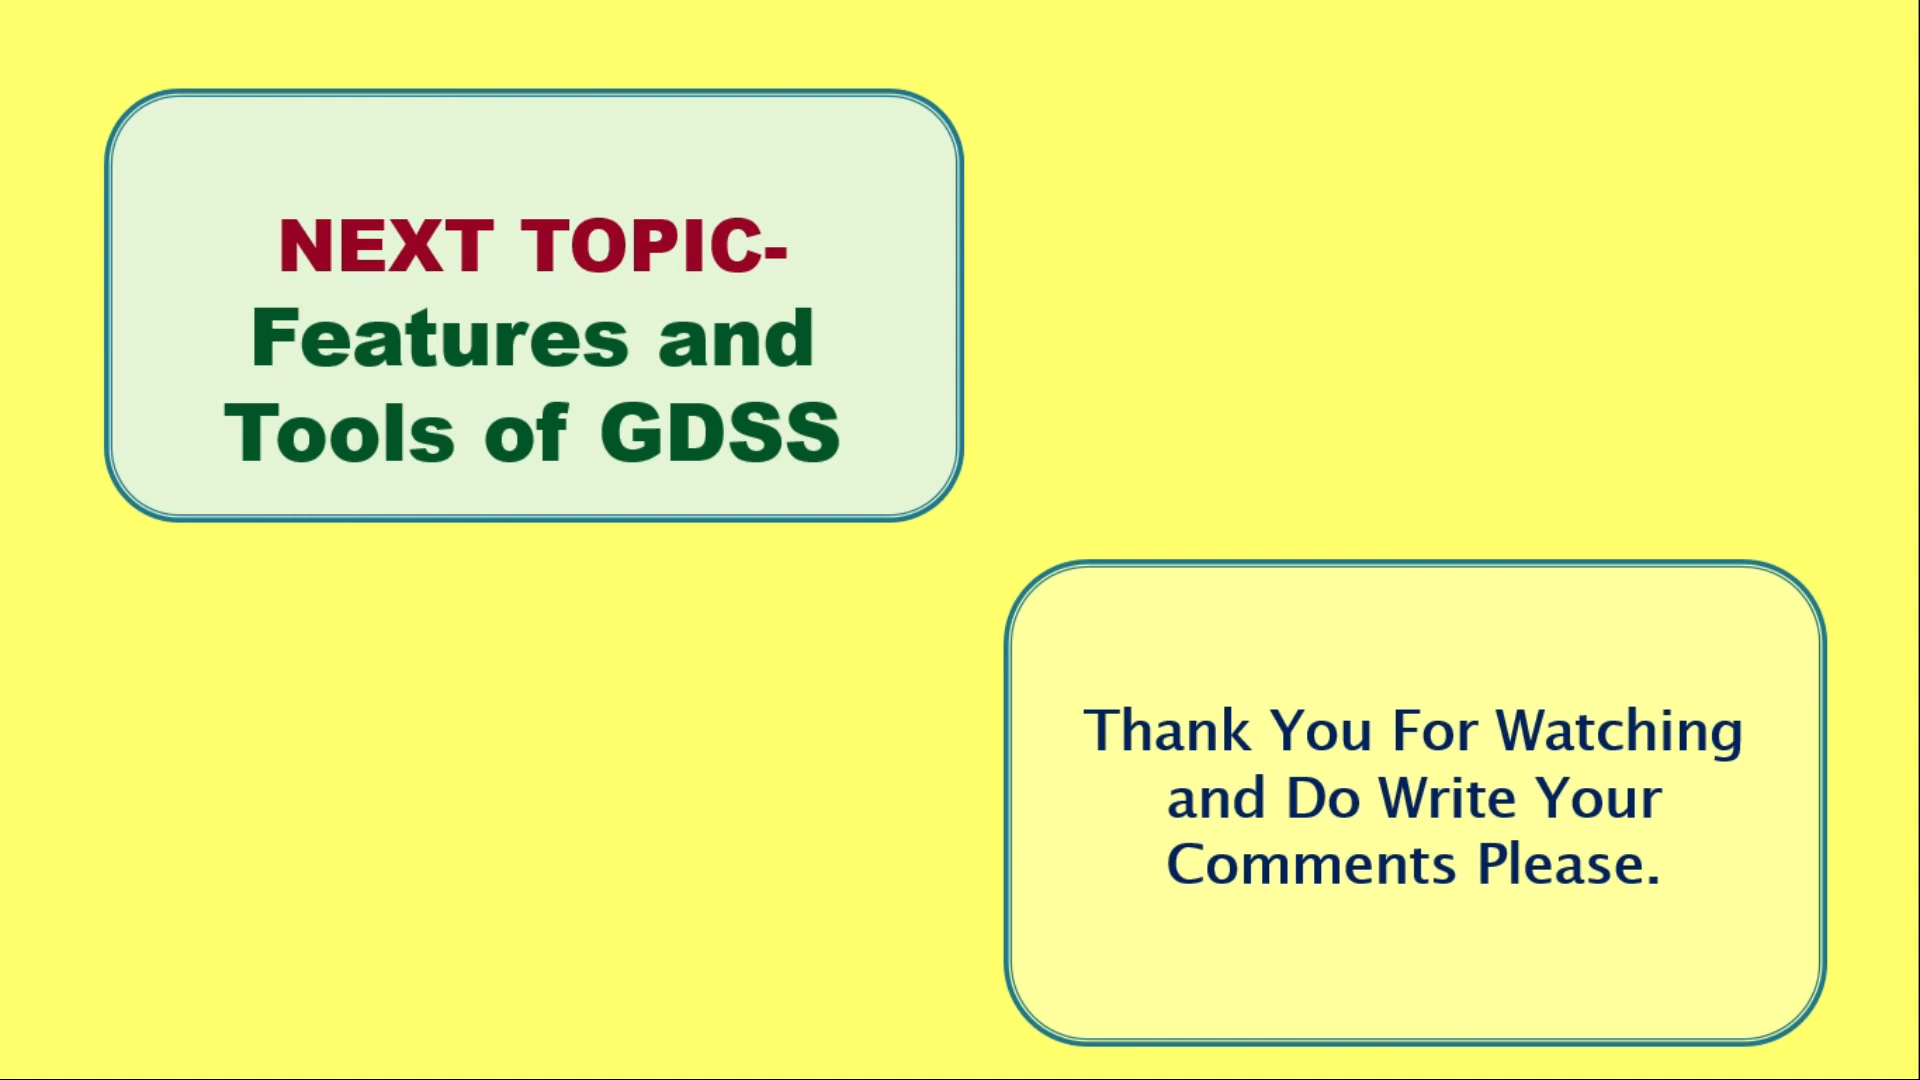 NEXT TOPIC-
Features and
Tools of GDSS
Thank You For Watching
and Do Write Your
Comments Please.